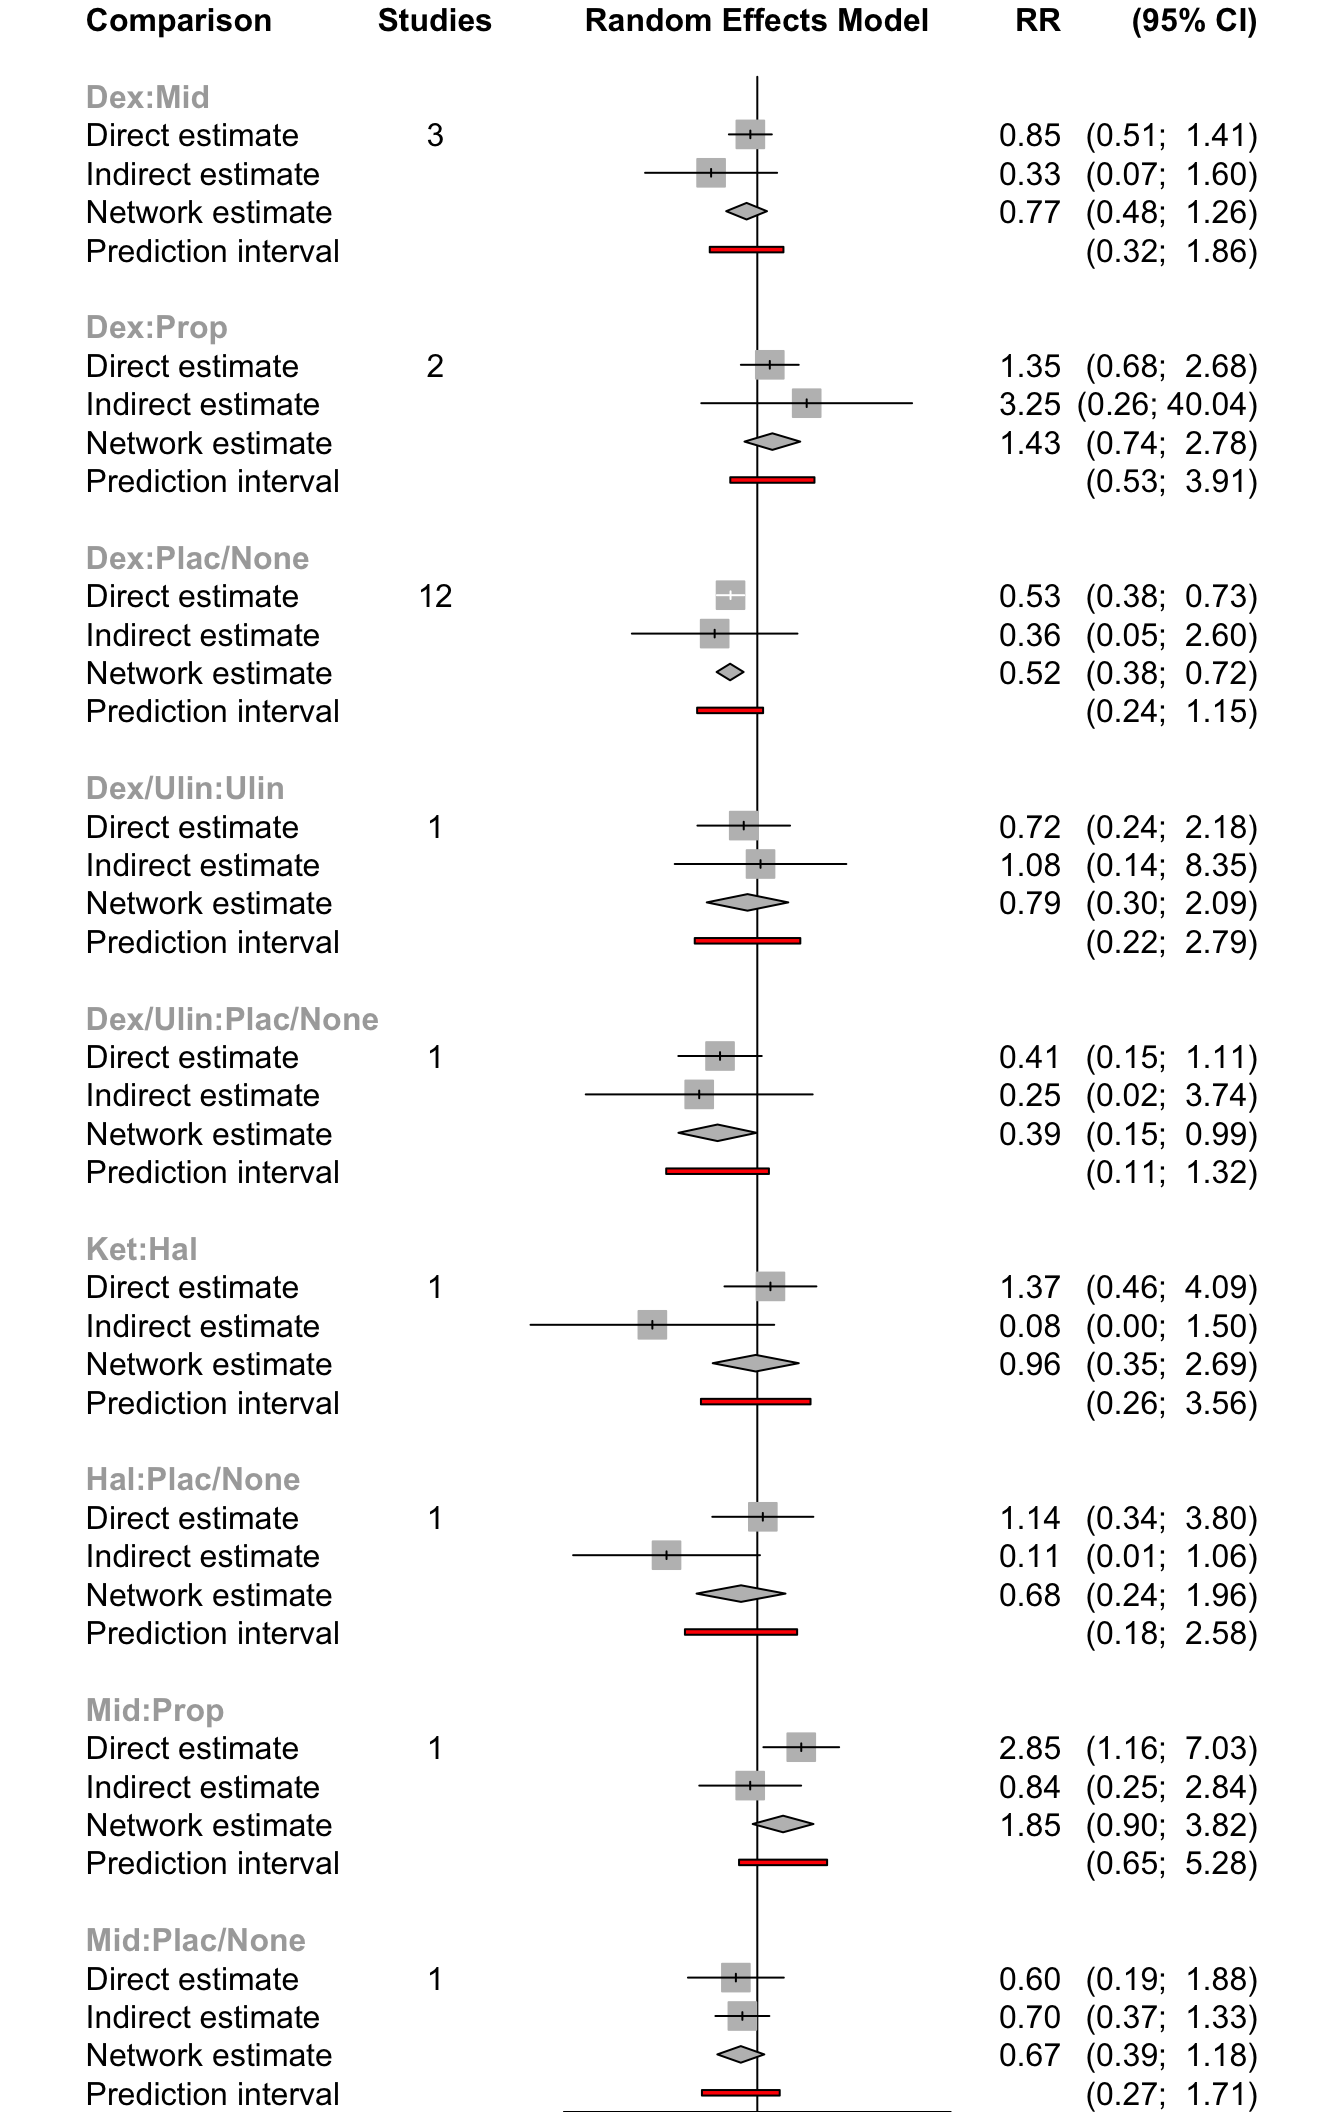 Comparison Studies Random Effects Model RR (95% CI)
Dex:Mid
Direct estimate 3 0.85 (0.51; 1.41)
Indirect estimate 0.33 (0.07; 1.60)
Network estimate 0.77 (0.48; 1.26)
Prediction interval (0.32; 1.86)
Dex:Prop
Direct estimate 2 1.35 (0.68; 2.68)
Indirect estimate 3.25 (0.26; 40.04)
Network estimate 1.43 (0.74; 2.78)
Prediction interval (0.53; 3.91)
Dex:Plac/None
Direct estimate 12 0.53 (0.38; 0.73)
Indirect estimate 0.36 (0.05; 2.60)
Network estimate 0.52 (0.38; 0.72)
Prediction interval (0.24; 1.15)
Dex/Ulin:Ulin
Direct estimate 1 0.72 (0.24; 2.18)
Indirect estimate 1.08 (0.14; 8.35)
Network estimate 0.79 (0.30; 2.09)
Prediction interval (0.22; 2.79)
Dex/Ulin:Plac/None
Direct estimate 1 0.41 (0.15; 1.11)
Indirect estimate 0.25 (0.02; 3.74)
Network estimate 0.39 (0.15; 0.99)
Prediction interval (0.11; 1.32)
Ket:Hal
Direct estimate 1 1.37 (0.46; 4.09)
Indirect estimate 0.08 (0.00; 1.50)
Network estimate 0.96 (0.35; 2.69)
Prediction interval (0.26; 3.56)
Hal:Plac/None
Direct estimate 1 1.14 (0.34; 3.80)
Indirect estimate 0.11 (0.01; 1.06)
Network estimate 0.68 (0.24; 1.96)
Prediction interval (0.18; 2.58)
Mid:Prop
Direct estimate 1 2.85 (1.16; 7.03)
Indirect estimate 0.84 (0.25; 2.84)
Network estimate 1.85 (0.90; 3.82)
Prediction interval (0.65; 5.28)
Mid:Plac/None
Direct estimate 1 0.60 (0.19; 1.88)
Indirect estimate 0.70 (0.37; 1.33)
Network estimate 0.67 (0.39; 1.18)
Prediction interval (0.27; 1.71)